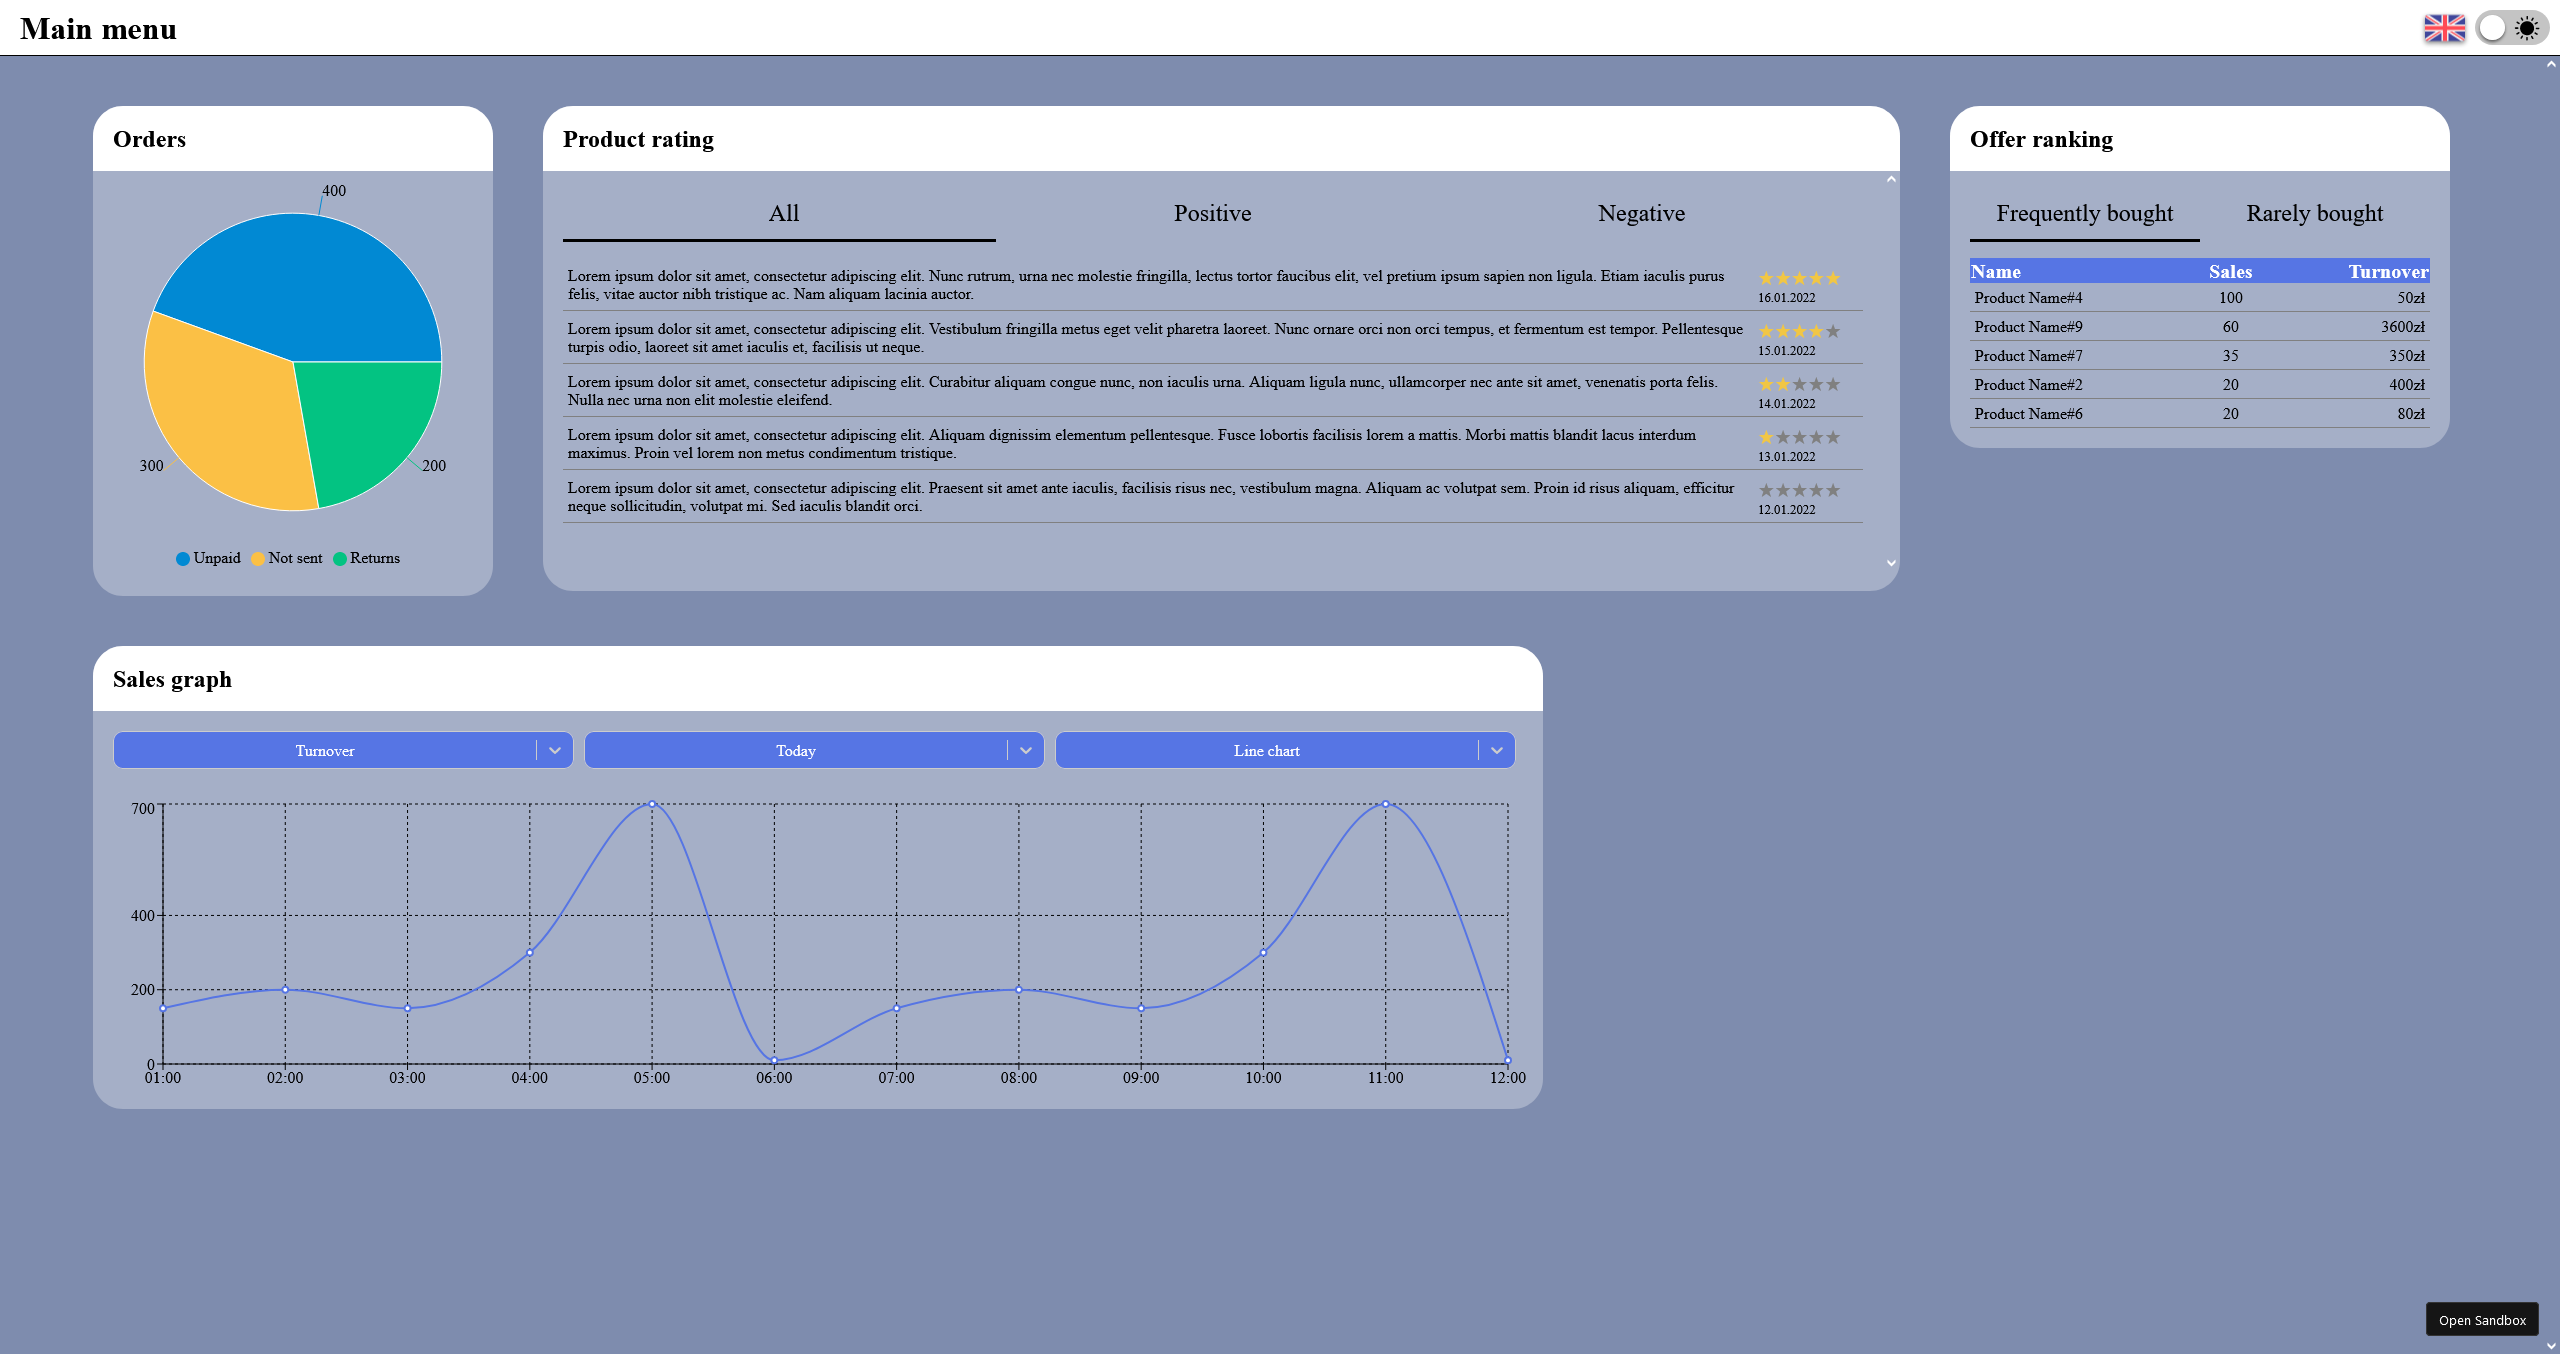 Main menu
Orders
400
300
200
Unpaid Not sent Returns
Product rating
All Positive Negative
Lorem ipsum dolor sit amet, consectetur adipiscing elit. Nunc rutrum, urna nec molestie fringilla, lectus tortor faucibus elit, vel pretium ipsum sapien non ligula. Etiam iaculis purus
felis, vitae auctor nibh tristique ac. Nam aliquam lacinia auctor.
16.01.2022
Lorem ipsum dolor sit amet, consectetur adipiscing elit. Vestibulum fringilla metus eget velit pharetra laoreet. Nunc ornare orci non orci tempus, et fermentum est tempor. Pellentesque
turpis odio, laoreet sit amet iaculis et, facilisis ut neque.
15.01.2022
Lorem ipsum dolor sit amet, consectetur adipiscing elit. Curabitur aliquam congue nunc, non iaculis urna. Aliquam ligula nunc, ullamcorper nec ante sit amet, venenatis porta felis.
Nulla nec urna non elit molestie eleifend.
14.01.2022
Lorem ipsum dolor sit amet, consectetur adipiscing elit. Aliquam dignissim elementum pellentesque. Fusce lobortis facilisis lorem a mattis. Morbi mattis blandit lacus interdum
maximus. Proin vel lorem non metus condimentum tristique.
13.01.2022
Lorem ipsum dolor sit amet, consectetur adipiscing elit. Praesent sit amet ante iaculis, facilisis risus nec, vestibulum magna. Aliquam ac volutpat sem. Proin id risus aliquam, efficitur
neque sollicitudin, volutpat mi. Sed iaculis blandit orci.
12.01.2022
Offer ranking
Frequently bought Rarely bought
Name Sales Turnover
Product Name#4 100 50zł
Product Name#9 60 3600zł
Product Name#7 35 350zł
Product Name#2 20 400zł
Product Name#6 20 80zł
Sales graph
Turnover Today Line chart
700
400
200
0
01:00 02:00 03:00 04:00 05:00 06:00 07:00 08:00 09:00 10:00 11:00 12:00
Open Sandbox